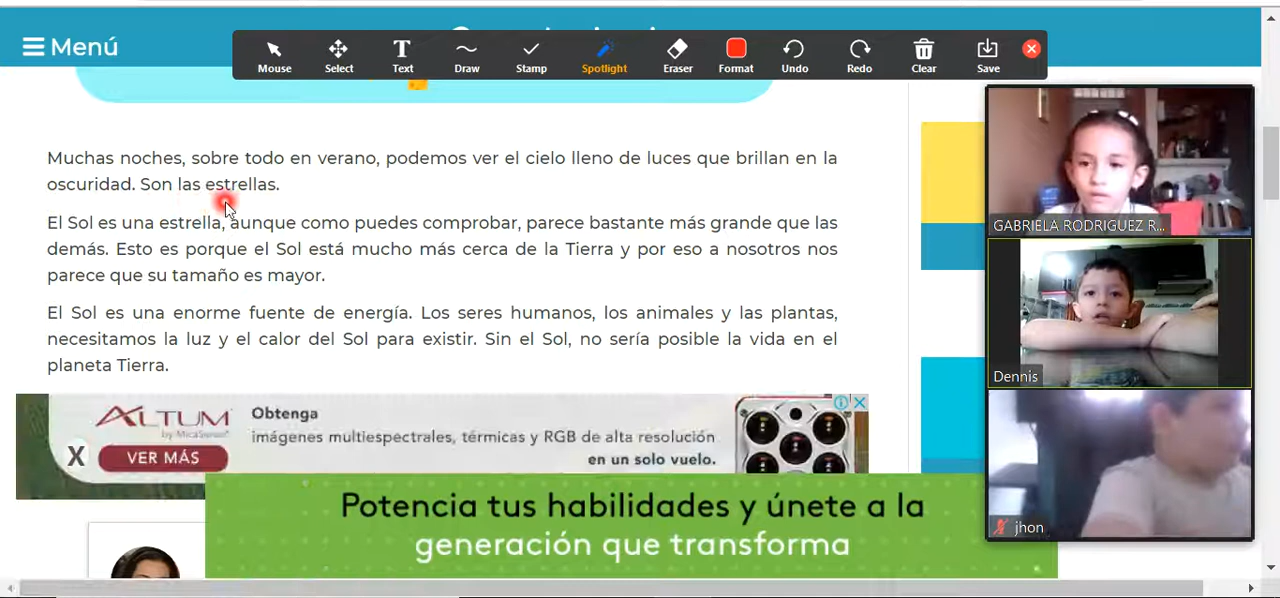 Menú
Mouse Select Text Draw Stamp Spotlight Eraser Format Undo Redo Clear Save
Muchas noches, sobre todo en verano, podemos ver el cielo lleno de luces que brillan en la
oscuridad. Son las estrellas.
El Sol es una estrella, aunque como puedes comprobar, parece bastante más grande que las
demás. Esto es porque el Sol está mucho más cerca de la Tierra y por eso a nosotros nos
parece que su tamaño es mayor.
El Sol es una enorme fuente de energía. Los seres humanos, los animales y las plantas,
necesitamos la luz y el calor del Sol para existir. Sin el Sol, no sería posible la vida en el
planeta Tierra.
ALTUM
by MicaSense
VER MÁS
X
Obtenga
imágenes multiespectrales, térmicas y RGB de alta resolución
en un solo vuelo.
Potencia tus habilidades y únete a la
generación que transforma
GABRIELA RODRIGUEZ R...
Dennis
jhon